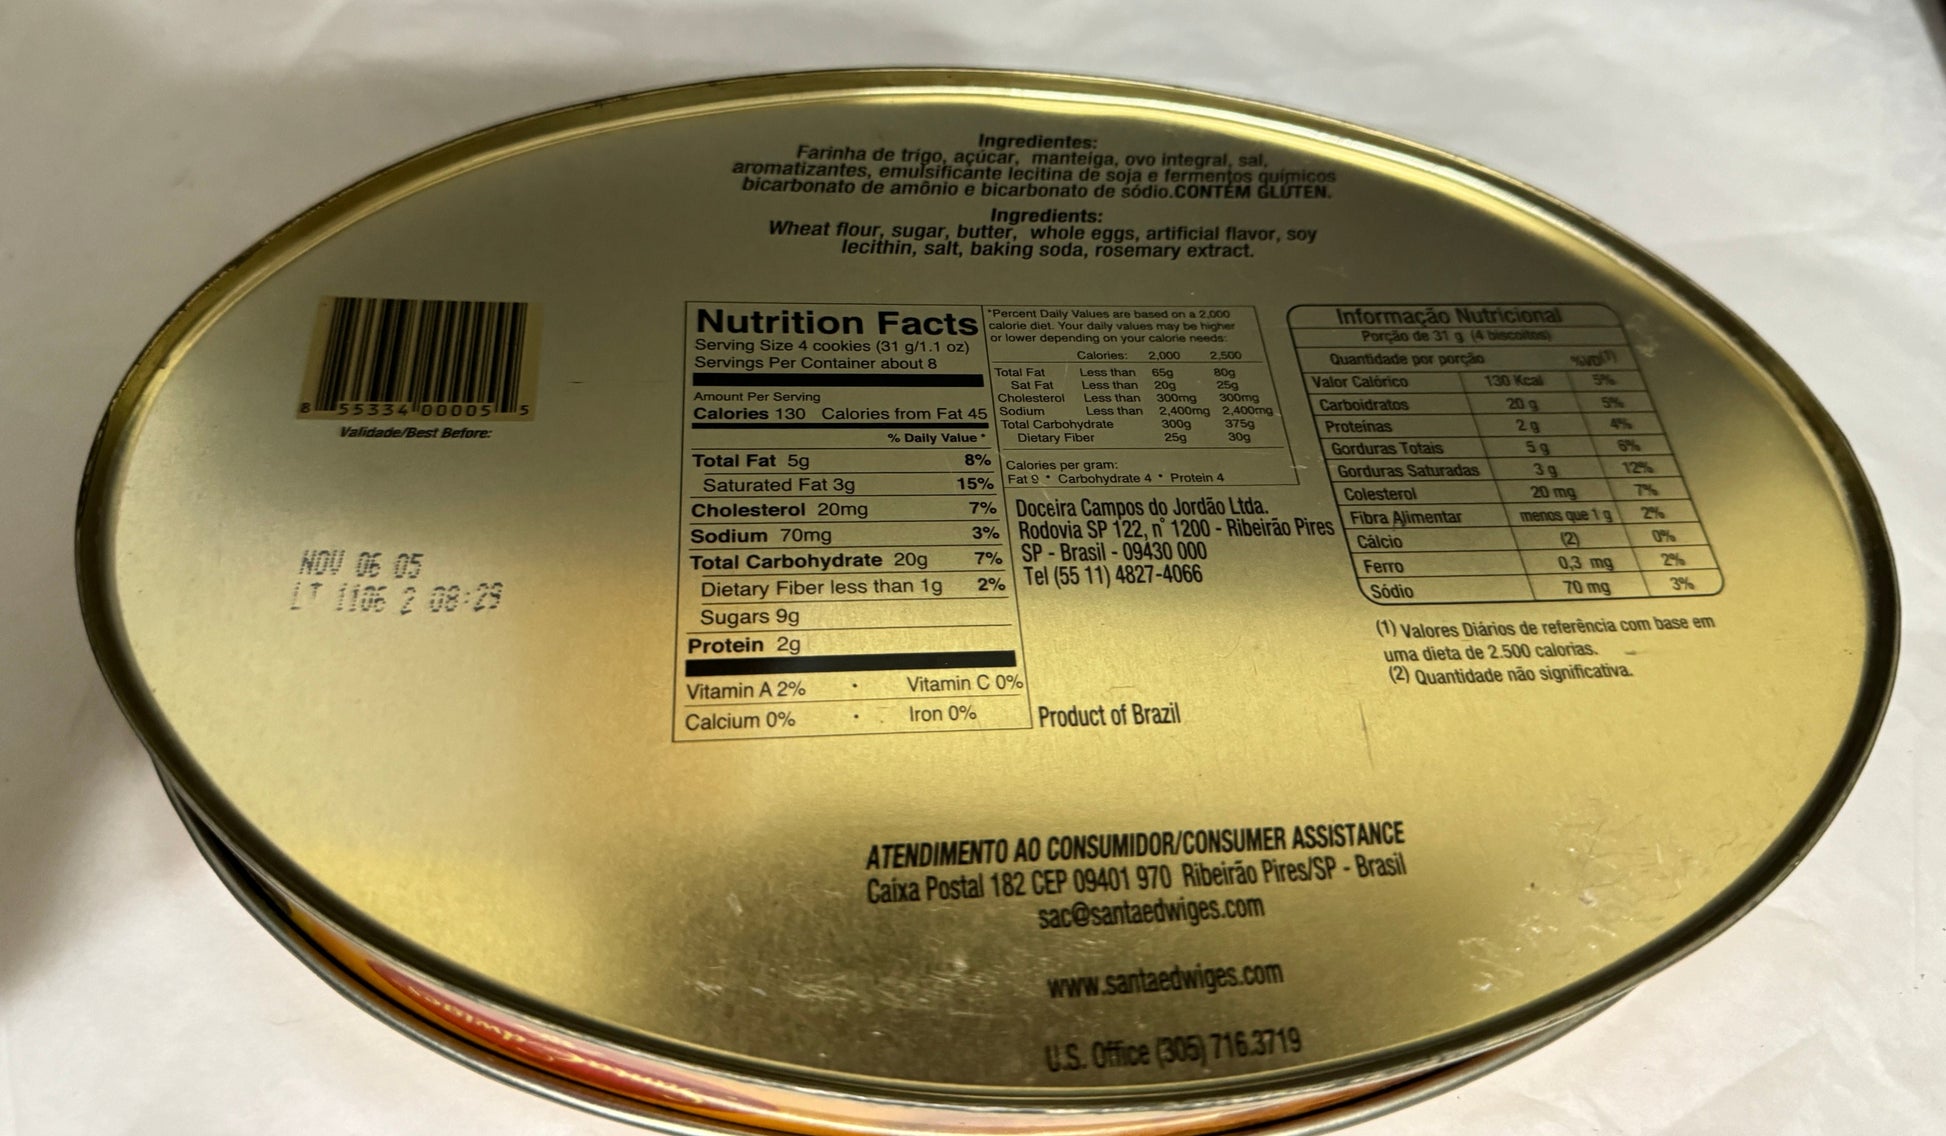 Ingredientes:
Farinha de trigo, açúcar, manteiga, ovo integral, sal,
aromatizantes, emulsificante lecitina de soja e fermentos químicos
bicarbonato de amônio e bicarbonato de sódio.CONTÉM GLÚTEN.
Ingredients:
Wheat flour, sugar, butter, whole eggs, artificial flavor, soy
lecithin, salt, baking soda, rosemary extract.
8 55334 00005 5
Validade/Best Before:
NOV 06 05
LT 1106 2 08:29
Nutrition Facts
Serving Size 4 cookies (31 g/1.1 oz)
Servings Per Container about 8
Amount Per Serving
Calories 130 Calories from Fat 45
% Daily Value *
Total Fat 5g 8%
Saturated Fat 3g 15%
Cholesterol 20mg 7%
Sodium 70mg 3%
Total Carbohydrate 20g 7%
Dietary Fiber less than 1g 2%
Sugars 9g
Protein 2g
Vitamin A 2% • Vitamin C 0%
Calcium 0% • Iron 0%
*Percent Daily Values are based on a 2,000
calorie diet. Your daily values may be higher
or lower depending on your calorie needs:
Calories: 2,000 2,500
Total Fat Less than 65g 80g
Sat Fat Less than 20g 25g
Cholesterol Less than 300mg 300mg
Sodium Less than 2,400mg 2,400mg
Total Carbohydrate 300g 375g
Dietary Fiber 25g 30g
Calories per gram:
Fat 9 * Carbohydrate 4 * Protein 4
Doceira Campos do Jordão Ltda.
Rodovia SP 122, n° 1200 - Ribeirão Pires
SP - Brasil - 09430 000
Tel (55 11) 4827-4066
Product of Brazil
Informação Nutricional
Porção de 31 g (4 biscoitos)
Quantidade por porção %VD(1)
Valor Calórico 130 Kcal 5%
Carboidratos 20 g 5%
Proteínas 2 g 4%
Gorduras Totais 5 g 6%
Gorduras Saturadas 3 g 12%
Colesterol 20 mg 7%
Fibra Alimentar menos que 1 g 2%
Cálcio (2) 0%
Ferro 0,3 mg 2%
Sódio 70 mg 3%
(1) Valores Diários de referência com base em
uma dieta de 2.500 calorias.
(2) Quantidade não significativa.
ATENDIMENTO AO CONSUMIDOR/CONSUMER ASSISTANCE
Caixa Postal 182 CEP 09401 970 Ribeirão Pires/SP - Brasil
sac@santaedwiges.com
www.santaedwiges.com
U.S. Office (305) 716.3719